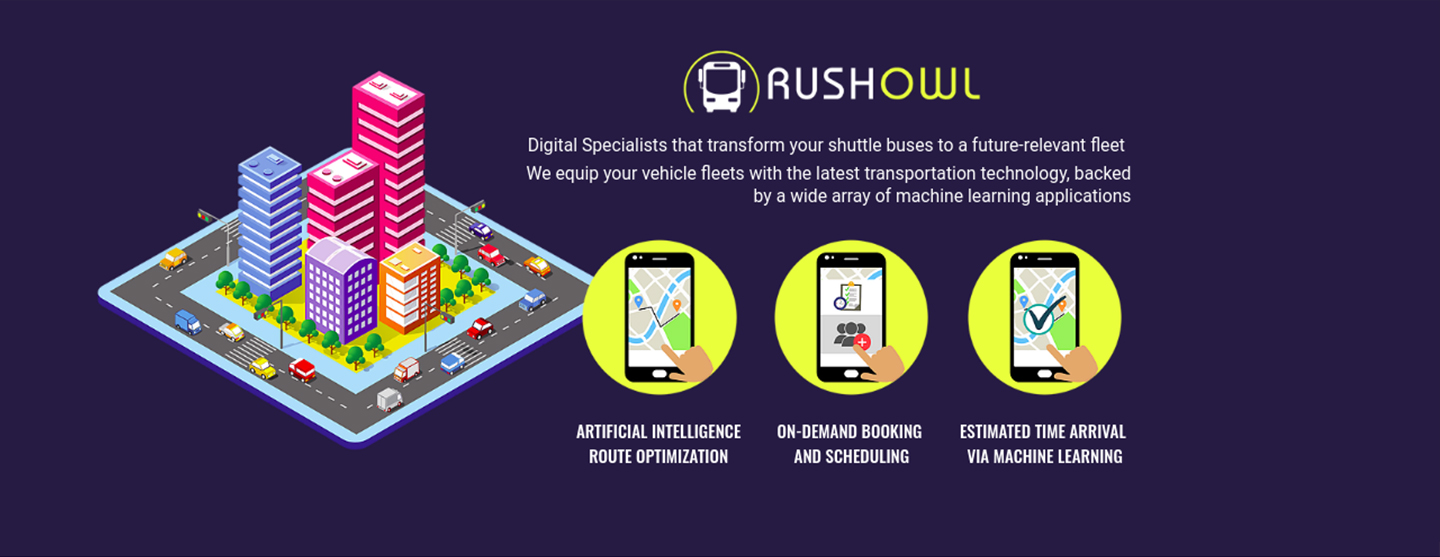 RUSHOWL
Digital Specialists that transform your shuttle buses to a future-relevant fleet
We equip your vehicle fleets with the latest transportation technology, backed
by a wide array of machine learning applications
ARTIFICIAL INTELLIGENCE
ROUTE OPTIMIZATION
ON-DEMAND BOOKING
AND SCHEDULING
ESTIMATED TIME ARRIVAL
VIA MACHINE LEARNING